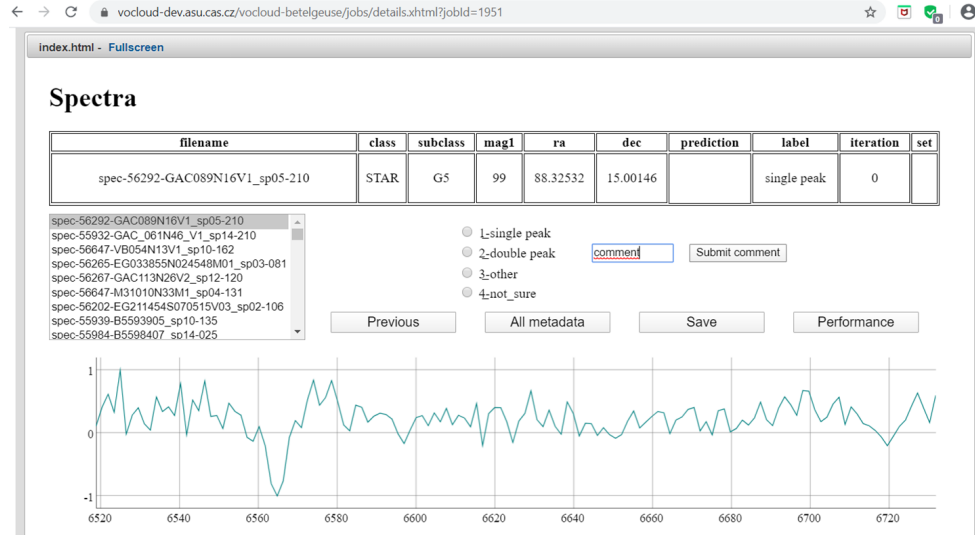 vocloud-dev.asu.cas.cz/vocloud-betelgeuse/jobs/details.xhtml?jobId=1951
0
index.html - Fullscreen
Spectra
filename class subclass mag1 ra dec prediction label iteration set
spec-56292-GAC089N16V1_sp05-210 STAR G5 99 88.32532 15.00146 single peak 0
spec-56292-GAC089N16V1_sp05-210
spec-55932-GAC_061N46_V1_sp14-210
spec-56647-VB054N13V1_sp10-162
spec-56265-EG033855N024548M01_sp03-081
spec-56267-GAC113N26V2_sp12-120
spec-56647-M31010N33M1_sp04-131
spec-56202-EG211454S070515V03_sp02-106
spec-55939-B5593905_sp10-135
spec-55984-B5598407_sp14-025
1-single peak
2-double peak comment Submit comment
3-other
4-not_sure
Previous All metadata Save Performance
1
0
-1
6520 6540 6560 6580 6600 6620 6640 6660 6680 6700 6720